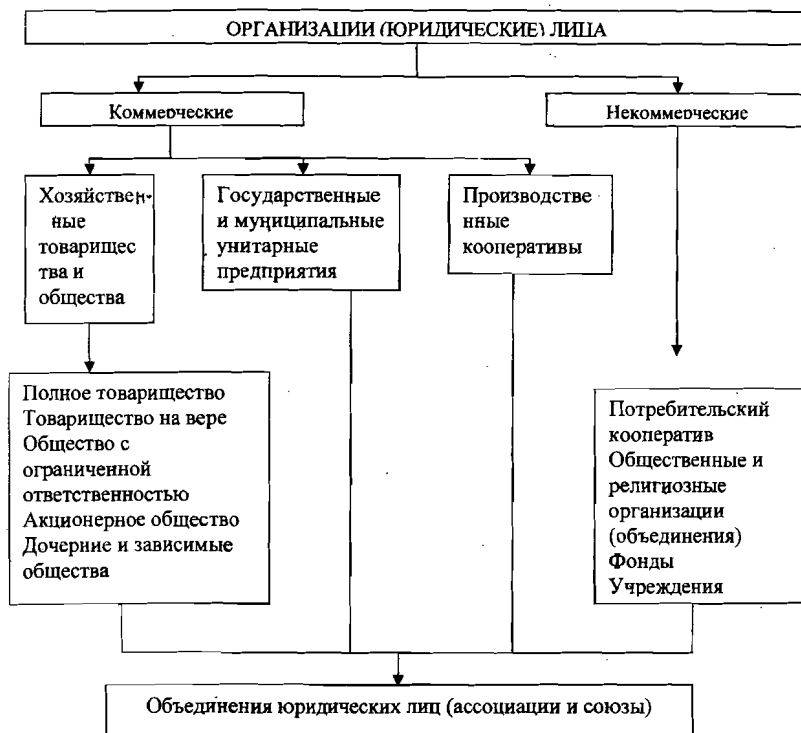 ОРГАНИЗАЦИИ (ЮРИДИЧЕСКИЕ) ЛИЦА
Коммерческие
Некоммерческие
Хозяйствен-
ные
товарищес
тва и
общества
Государственные
и муниципальные
унитарные
предприятия
Производстве
нные
кооперативы
Полное товарищество
Товарищество на вере
Общество с
ограниченной
ответственностью
Акционерное общество
Дочерние и зависимые
общества
Потребительский
кооператив
Общественные и
религиозные
организации
(объединения)
Фонды
Учреждения
Объединения юридических лиц (ассоциации и союзы)